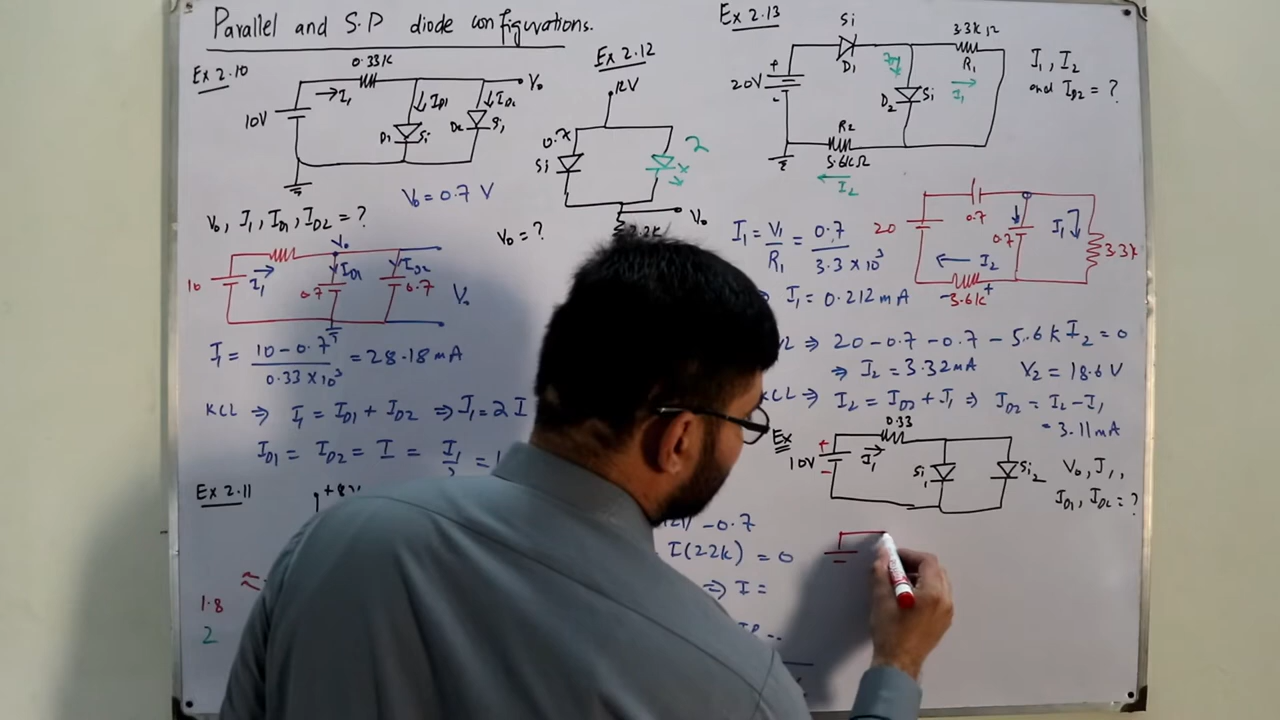 Parallel and S.P diode configurations.
Ex 2.10
0.33K
I1
ID1
ID2
Vo
10V
D1
Si
D2
Si
Vo = 0.7 V
Vo, I1, ID1, ID2 = ?
10
I1
Vo
ID1
ID2
0.7
0.7
Vo
I1 = 10 - 0.7 / 0.33 x 10^3 = 28.18 mA
KCL ⇒ I1 = ID1 + ID2 ⇒ I1 = 2 I
ID1 = ID2 = I = I1/2 = 1
Ex 2.11
+8V
1.8
2
Ex 2.12
12V
0.7
Si
2
Vo
Vo = ?
-0.7
I(22k) = 0
⇒ I =
Ex 2.13
Si
D1
3.3KΩ
R1
I1
20V
D2
Si
R2
5.6KΩ
I2
I1, I2
and ID2 = ?
I1 = V1/R1 = 0.7 / 3.3 x 10^3
⇒ I1 = 0.212 mA
20
0.7
0.7
I1
3.3k
I2
5.6k
⇒ 20 - 0.7 - 0.7 - 5.6K I2 = 0
⇒ I2 = 3.32 mA V2 = 18.6 V
KCL ⇒ I2 = ID2 + I1 ⇒ ID2 = I2 - I1
= 3.11 mA
Ex
0.33
10V
I1
Si1
Si2
Vo, I1,
ID1, ID2 = ?